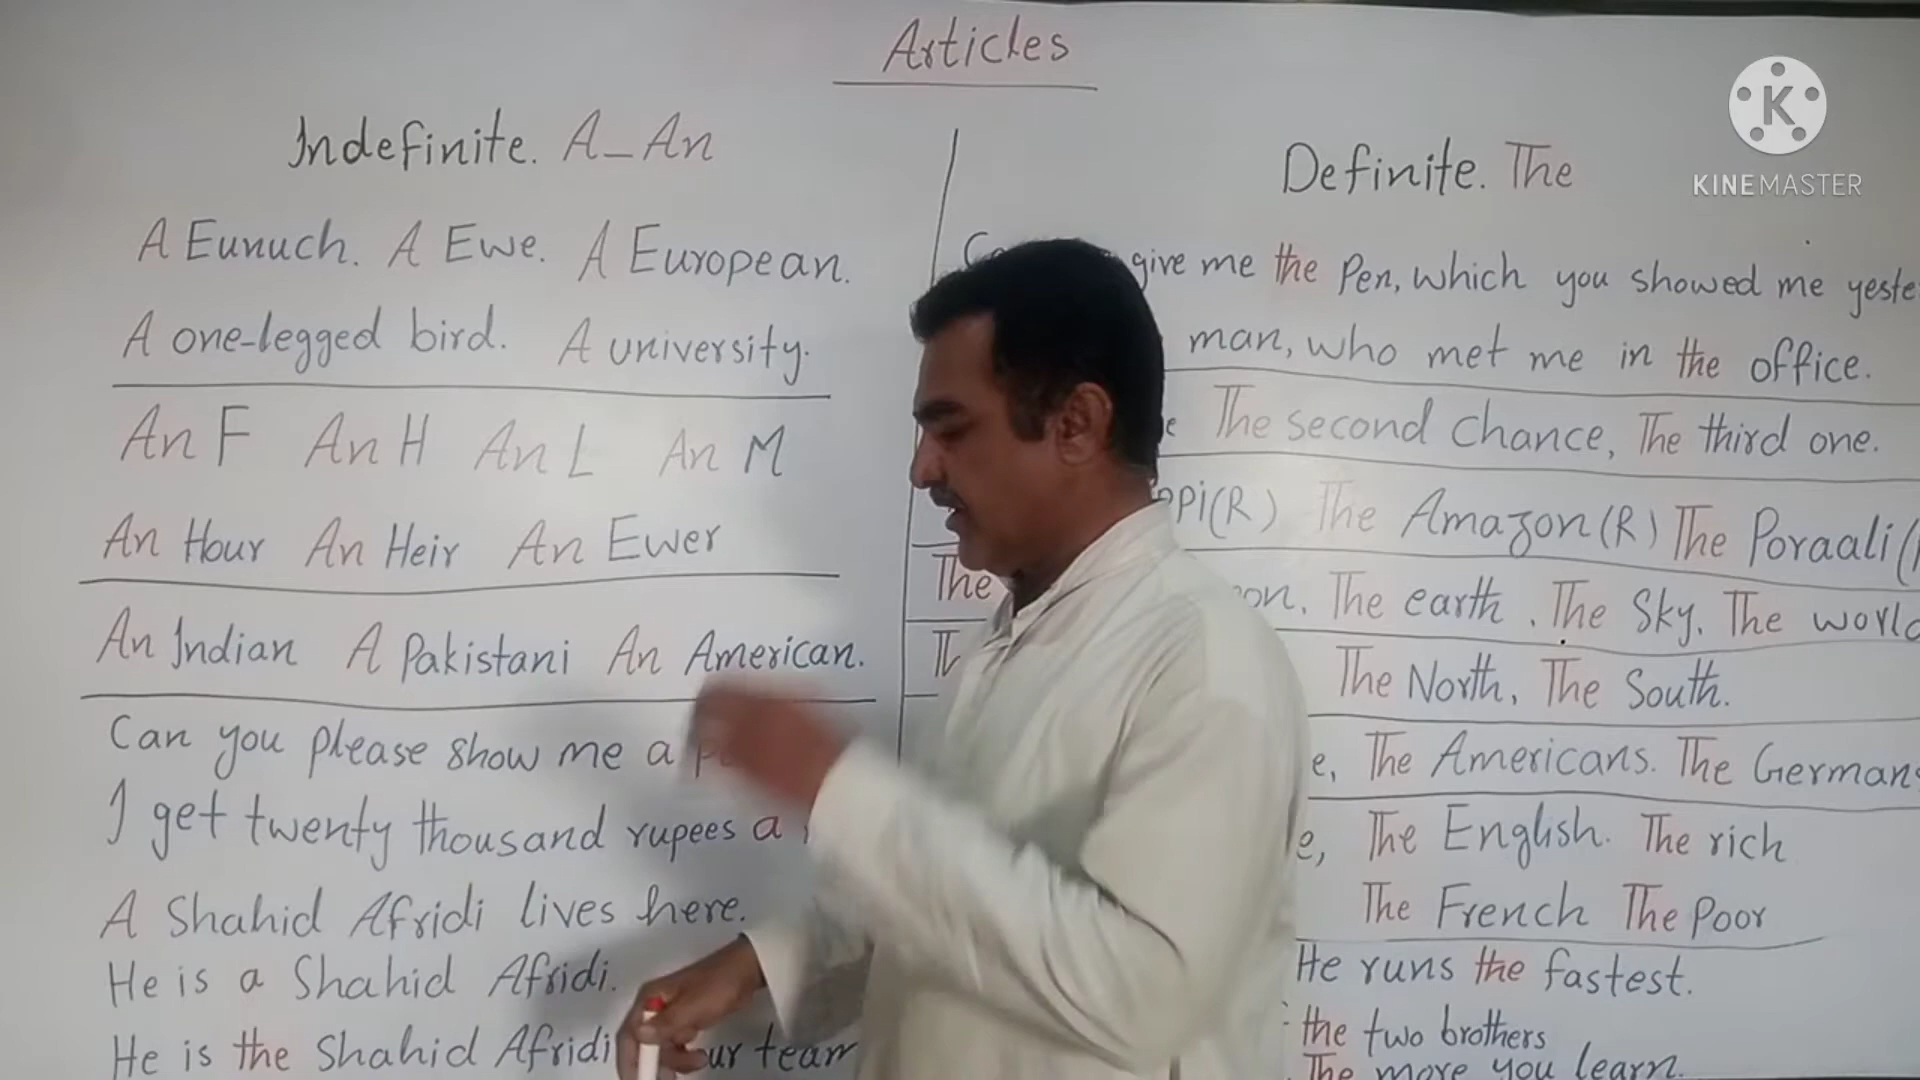 Articles
Indefinite. A_An
A Eunuch. A Ewe. A European.
A one-legged bird. A university.
An F An H An L An M
An Hour An Heir An Ewer
An Indian A Pakistani An American.
Can you please show me a
I get twenty thousand rupees a
A Shahid Afridi lives here.
He is a Shahid Afridi.
He is the Shahid Afridi our team
Definite. The
give me the Pen, which you showed me yeste
man, who met me in the office.
The second chance, The third one.
ppi(R) The Amazon(R) The Poraali(
The on. The earth. The Sky. The world
The North, The South.
e, The Americans. The German
e, The English. The rich
The French The Poor
He runs the fastest.
the two brothers
The more you learn.
KINEMASTER